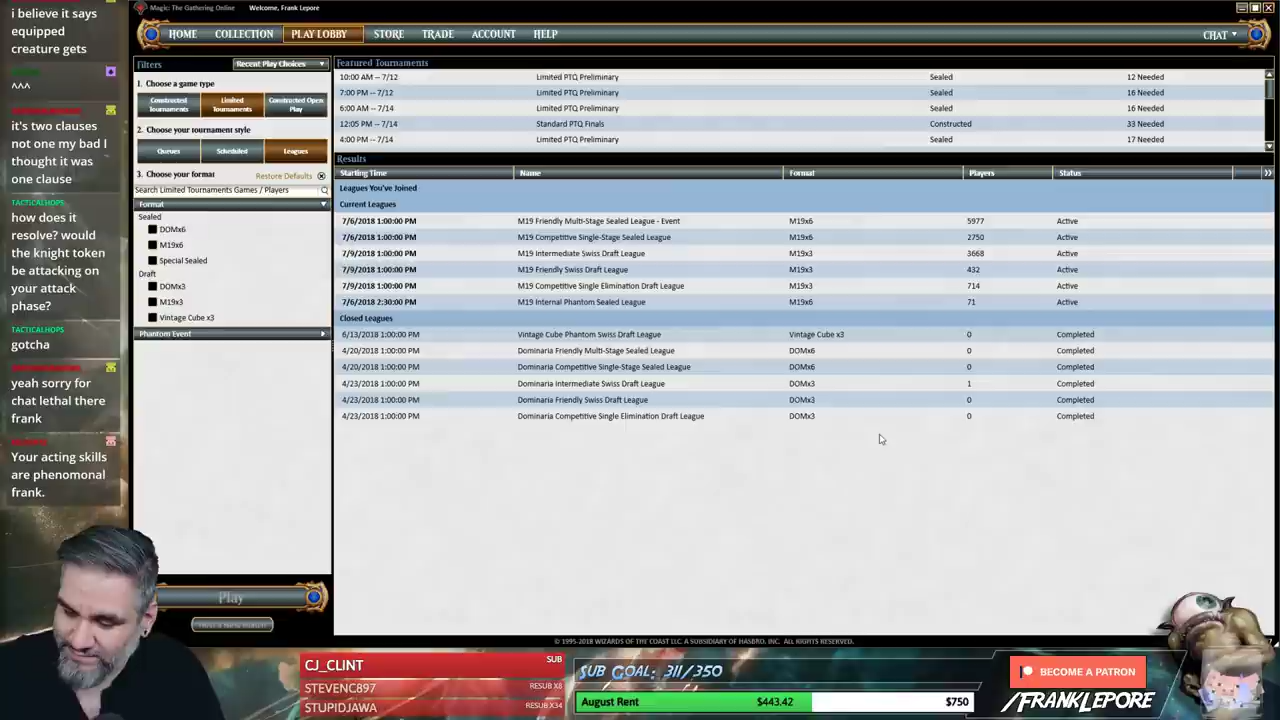 i believe it says
equipped
creature gets
^^^
it's two clauses
not one my bad I
thought it was
one clause
TACTICALHOPS
how does it
resolve? would
the knight token
be attacking on
your attack
phase?
TACTICALHOPS
gotcha
yeah sorry for
chat lethal there
frank
Your acting skills
are phenomonal
frank.
Magic: The Gathering Online Welcome, Frank Lepore
HOME COLLECTION PLAY LOBBY STORE TRADE ACCOUNT HELP CHAT
Filters Recent Play Choices
1. Choose a game type
Constructed Tournaments Limited Tournaments Constructed Open Play
2. Choose your tournament style
Queues Scheduled Leagues
3. Choose your format Restore Defaults
Search Limited Tournaments Games / Players
Format
Sealed
DOMx6
M19x6
Special Sealed
Draft
DOMx3
M19x3
Vintage Cube x3
Phantom Event
Play
Featured Tournaments
10:00 AM -- 7/12 Limited PTQ Preliminary Sealed 12 Needed
7:00 PM -- 7/12 Limited PTQ Preliminary Sealed 16 Needed
6:00 AM -- 7/14 Limited PTQ Preliminary Sealed 16 Needed
12:05 PM -- 7/14 Standard PTQ Finals Constructed 33 Needed
4:00 PM -- 7/14 Limited PTQ Preliminary Sealed 17 Needed
Results
Starting Time Name Format Players Status
Leagues You've Joined
Current Leagues
7/6/2018 1:00:00 PM M19 Friendly Multi-Stage Sealed League - Event M19x6 5977 Active
7/6/2018 1:00:00 PM M19 Competitive Single-Stage Sealed League M19x6 2750 Active
7/9/2018 1:00:00 PM M19 Intermediate Swiss Draft League M19x3 3668 Active
7/9/2018 1:00:00 PM M19 Friendly Swiss Draft League M19x3 432 Active
7/9/2018 1:00:00 PM M19 Competitive Single Elimination Draft League M19x3 714 Active
7/6/2018 2:30:00 PM M19 Internal Phantom Sealed League M19x6 71 Active
Closed Leagues
6/13/2018 1:00:00 PM Vintage Cube Phantom Swiss Draft League Vintage Cube x3 0 Completed
4/20/2018 1:00:00 PM Dominaria Friendly Multi-Stage Sealed League DOMx6 0 Completed
4/20/2018 1:00:00 PM Dominaria Competitive Single-Stage Sealed League DOMx6 0 Completed
4/23/2018 1:00:00 PM Dominaria Intermediate Swiss Draft League DOMx3 1 Completed
4/23/2018 1:00:00 PM Dominaria Friendly Swiss Draft League DOMx3 0 Completed
4/23/2018 1:00:00 PM Dominaria Competitive Single Elimination Draft League DOMx3 0 Completed
© 1995-2018 WIZARDS OF THE COAST LLC, A SUBSIDIARY OF HASBRO, INC. ALL RIGHTS RESERVED.
CJ_CLINT SUB
STEVENC897 RESUB X8
STUPIDJAWA RESUB X34
SUB GOAL: 311/350
August Rent $443.42 $750
BECOME A PATRON
/FRANKLEPORE